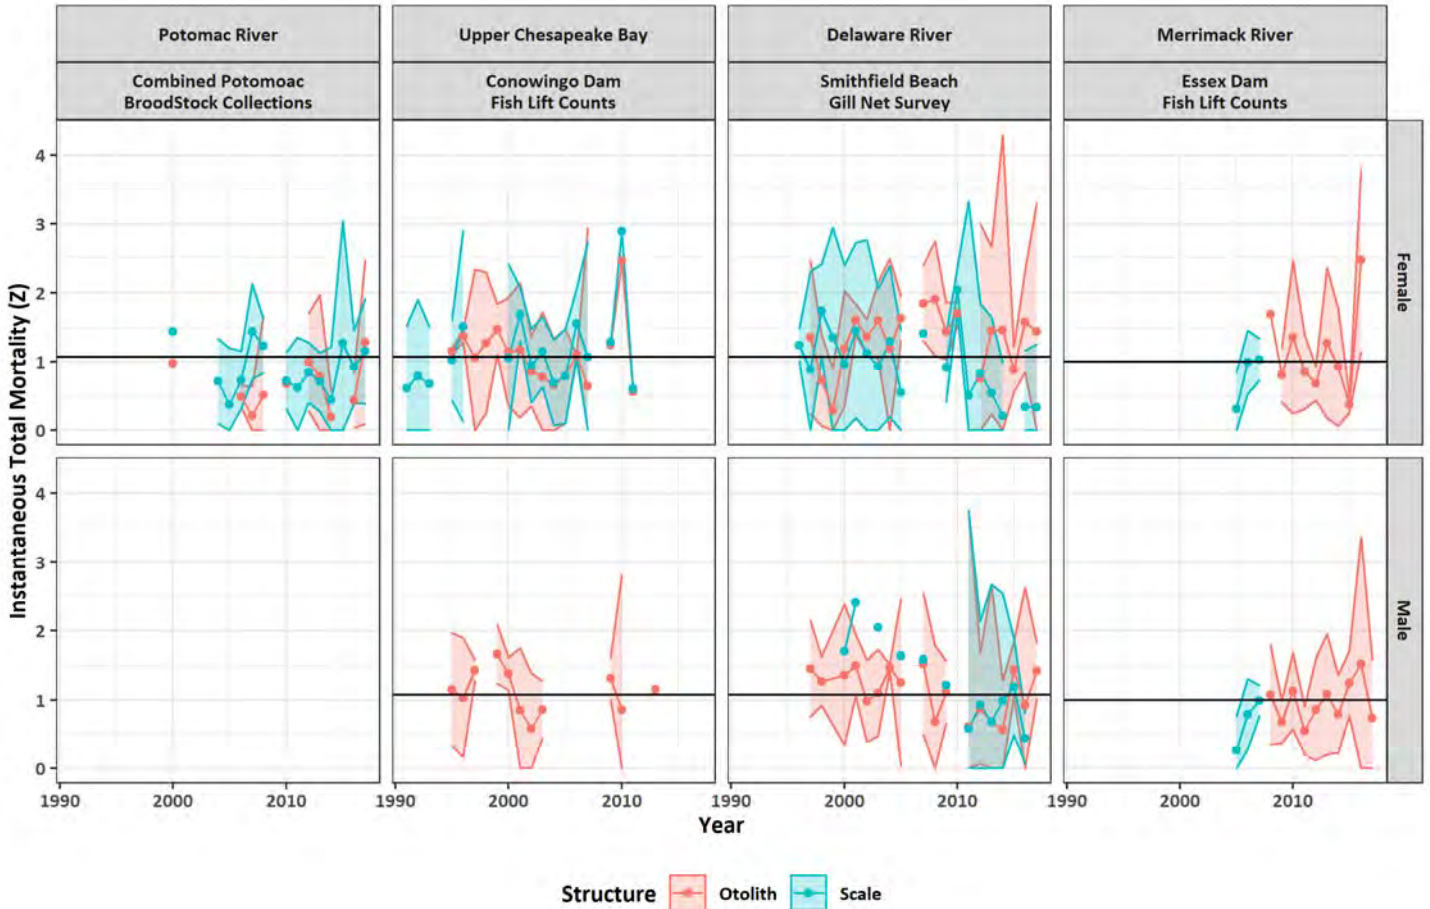 Potomac River
Upper Chesapeake Bay
Delaware River
Merrimack River
Combined Potomoac
BroodStock Collections
Conowingo Dam
Fish Lift Counts
Smithfield Beach
Gill Net Survey
Essex Dam
Fish Lift Counts
Instantaneous Total Mortality (Z)
4
3
2
1
0
Female
4
3
2
1
0
Male
1990 2000 2010
1990 2000 2010
1990 2000 2010
1990 2000 2010
Year
Structure Otolith Scale